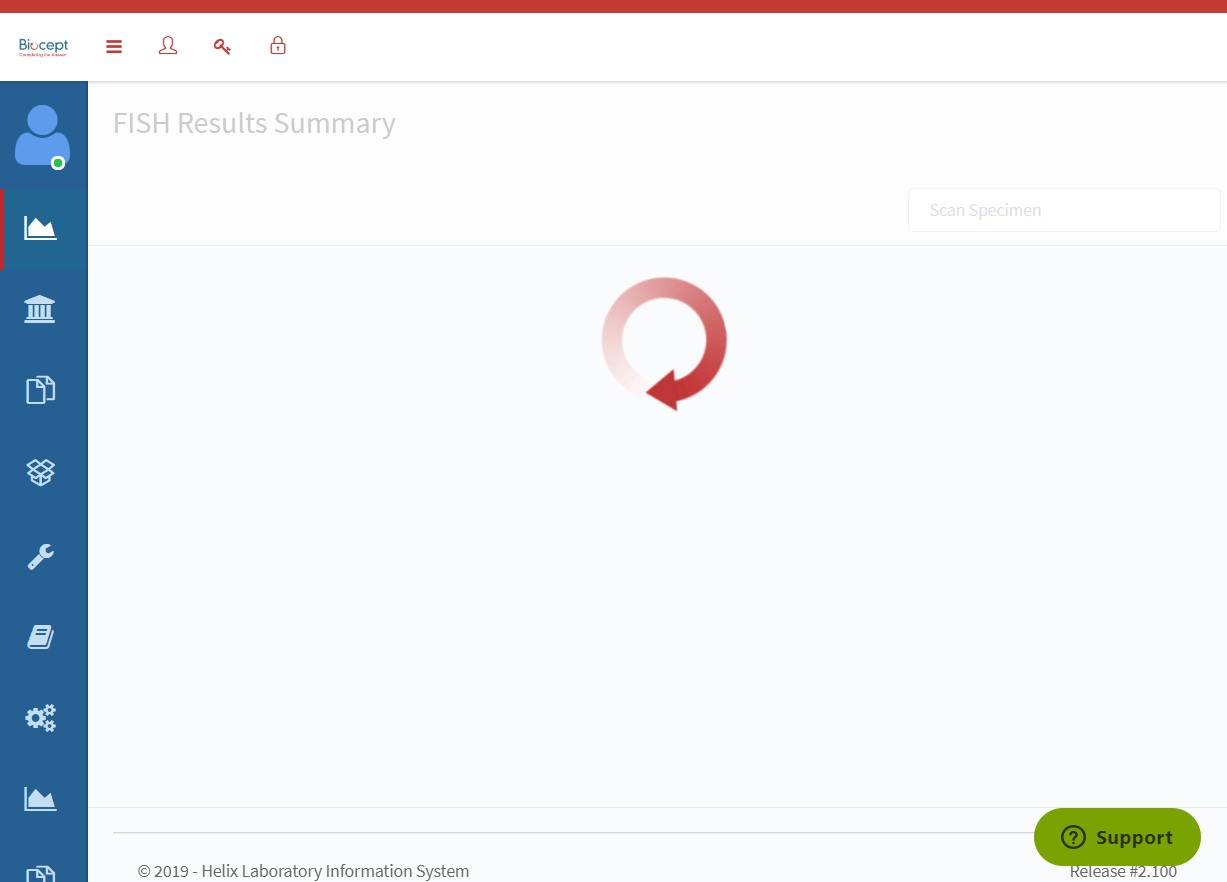 Biocept
Completing the Answer
FISH Results Summary
Scan Specimen
Support
© 2019 - Helix Laboratory Information System
Release #2.100